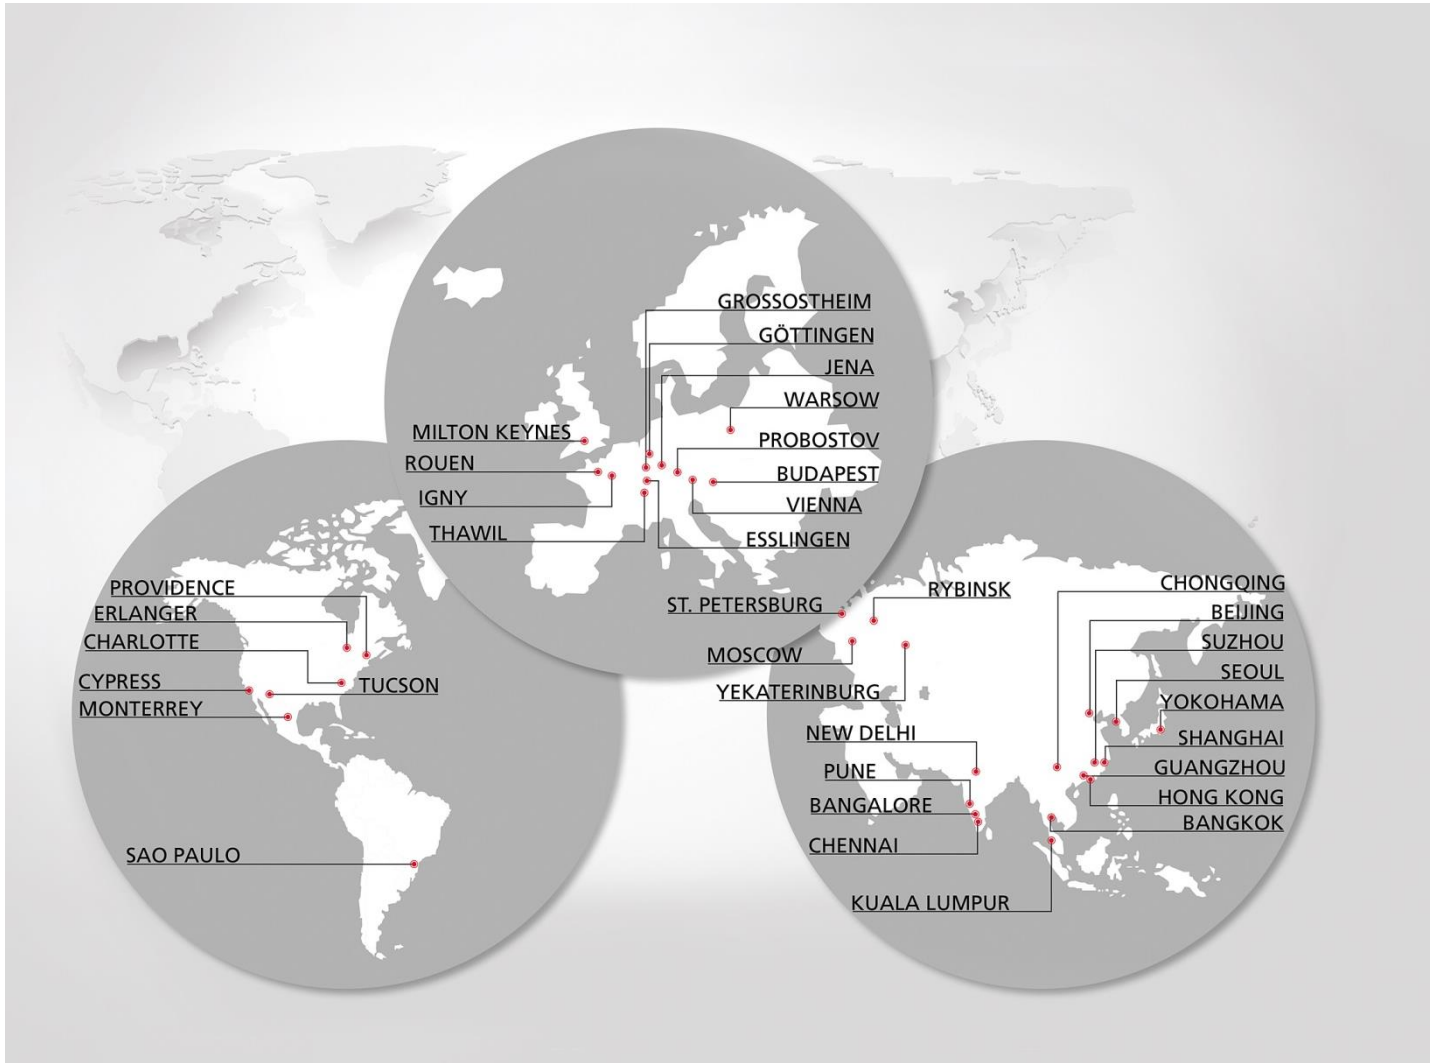 GROSSOSTHEIM
GÖTTINGEN
JENA
WARSOW
MILTON KEYNES
PROBOSTOV
ROUEN
BUDAPEST
IGNY
VIENNA
THAWIL
ESSLINGEN
PROVIDENCE
ERLANGER
CHARLOTTE
CYPRESS
TUCSON
MONTERREY
SAO PAULO
ST. PETERSBURG
RYBINSK
MOSCOW
YEKATERINBURG
NEW DELHI
PUNE
BANGALORE
CHENNAI
KUALA LUMPUR
CHONGQING
BEIJING
SUZHOU
SEOUL
YOKOHAMA
SHANGHAI
GUANGZHOU
HONG KONG
BANGKOK